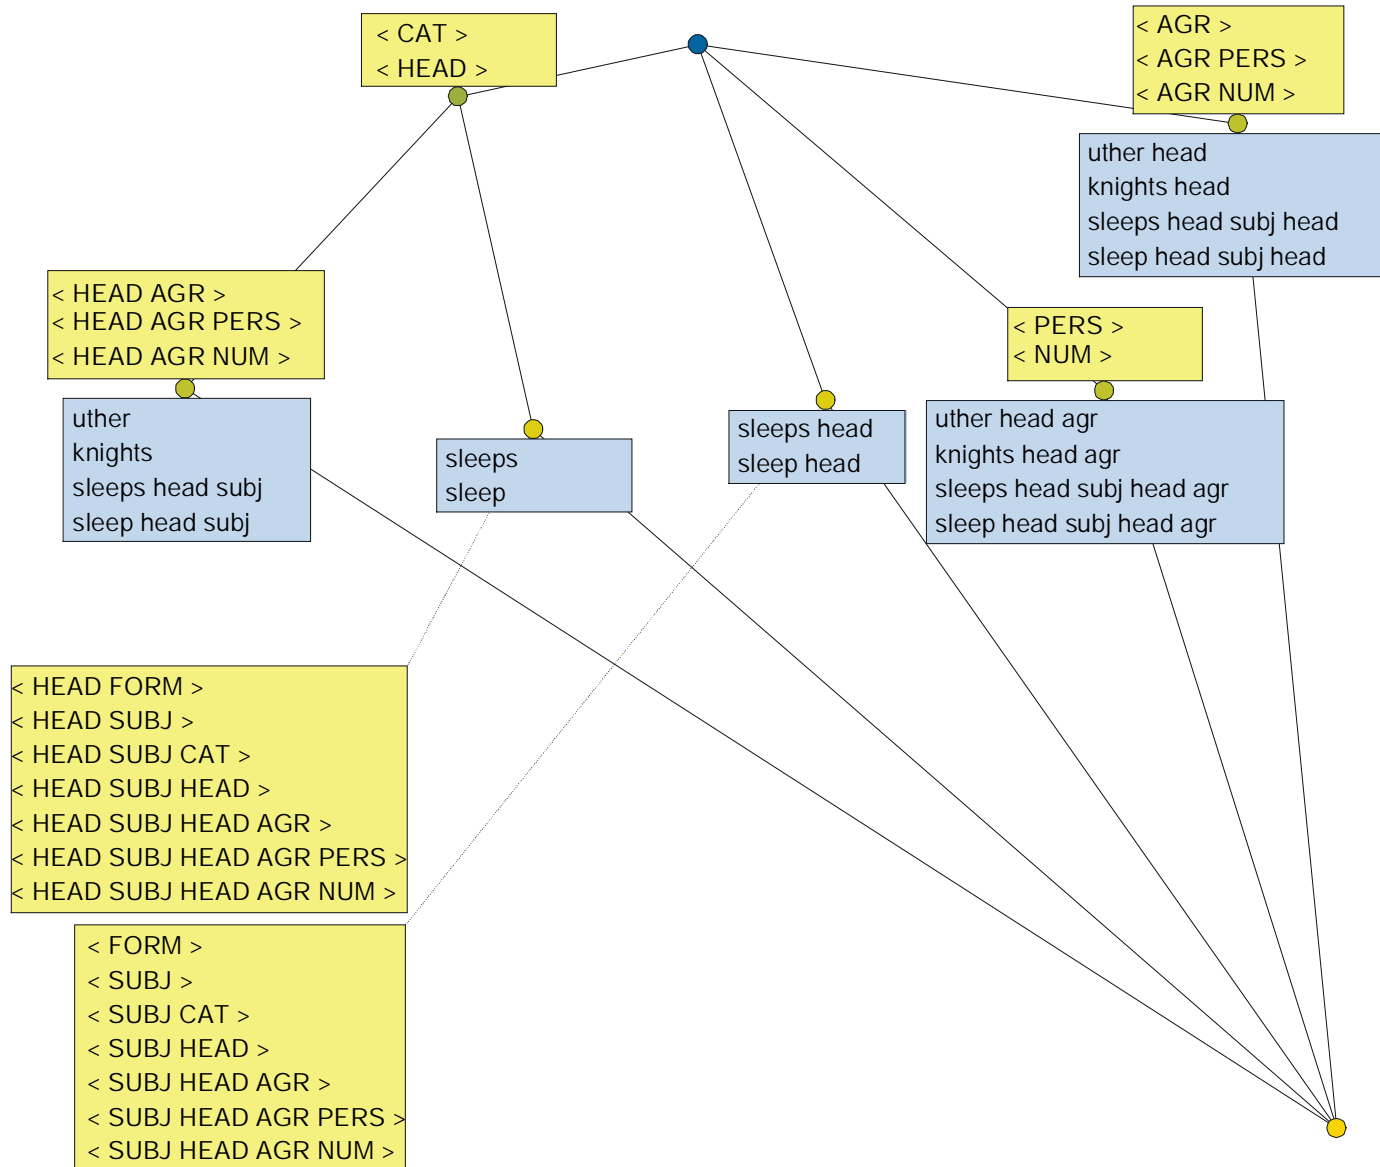 < CAT >
< HEAD >
< AGR >
< AGR PERS >
< AGR NUM >
uther head
knights head
sleeps head subj head
sleep head subj head
< HEAD AGR >
< HEAD AGR PERS >
< HEAD AGR NUM >
uther
knights
sleeps head subj
sleep head subj
sleeps
sleep
sleeps head
sleep head
< PERS >
< NUM >
uther head agr
knights head agr
sleeps head subj head agr
sleep head subj head agr
< HEAD FORM >
< HEAD SUBJ >
< HEAD SUBJ CAT >
< HEAD SUBJ HEAD >
< HEAD SUBJ HEAD AGR >
< HEAD SUBJ HEAD AGR PERS >
< HEAD SUBJ HEAD AGR NUM >
< FORM >
< SUBJ >
< SUBJ CAT >
< SUBJ HEAD >
< SUBJ HEAD AGR >
< SUBJ HEAD AGR PERS >
< SUBJ HEAD AGR NUM >